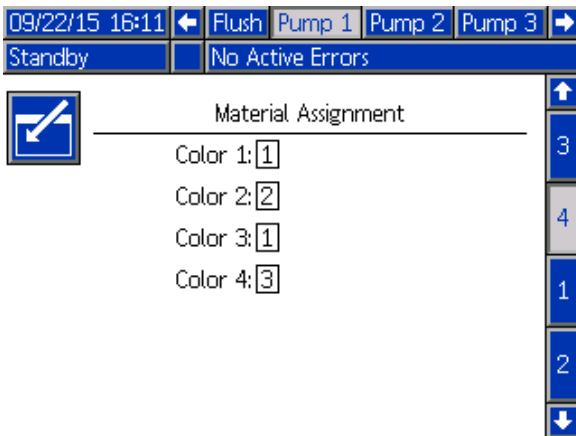 09/22/15 16:11 Flush Pump 1 Pump 2 Pump 3
Standby No Active Errors
Material Assignment
Color 1: 1
Color 2: 2
Color 3: 1
Color 4: 3
3
4
1
2